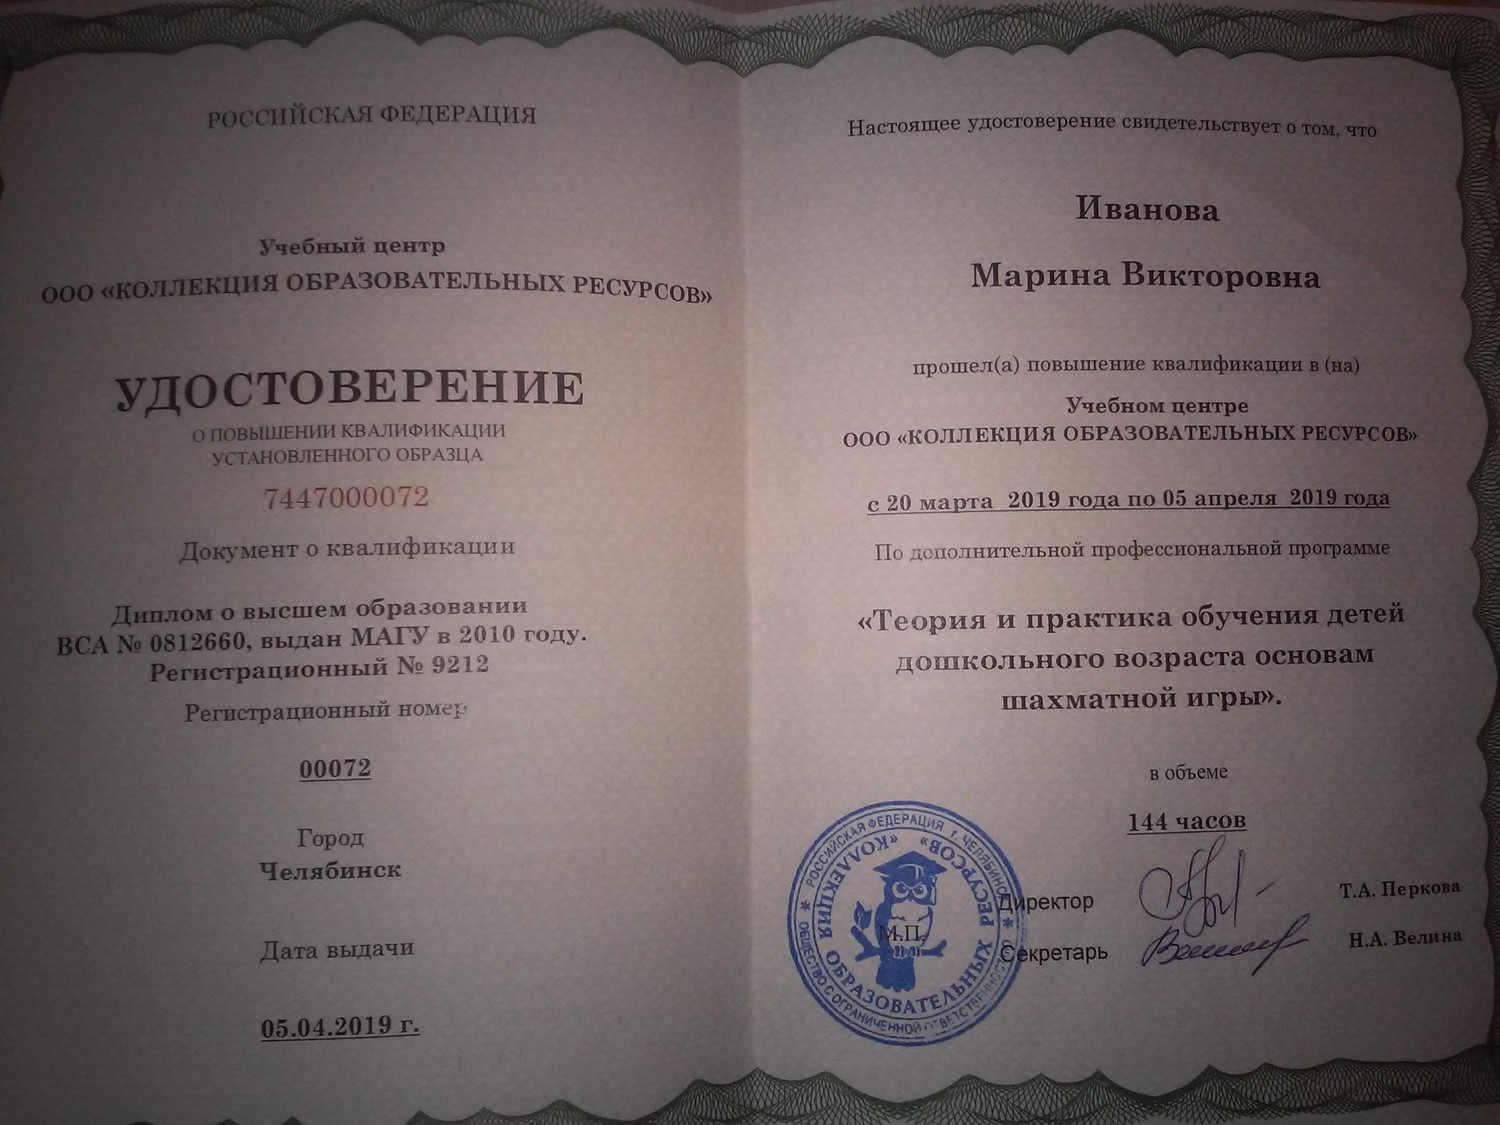 РОССИЙСКАЯ ФЕДЕРАЦИЯ
Учебный центр
ООО «КОЛЛЕКЦИЯ ОБРАЗОВАТЕЛЬНЫХ РЕСУРСОВ»
УДОСТОВЕРЕНИЕ
О ПОВЫШЕНИИ КВАЛИФИКАЦИИ
УСТАНОВЛЕННОГО ОБРАЗЦА
7447000072
Документ о квалификации
Диплом о высшем образовании
ВСА № 0812660, выдан МАГУ в 2010 году.
Регистрационный № 9212
Регистрационный номер
00072
Город
Челябинск
Дата выдачи
05.04.2019 г.
Настоящее удостоверение свидетельствует о том, что
Иванова
Марина Викторовна
прошел(а) повышение квалификации в (на)
Учебном центре
ООО «КОЛЛЕКЦИЯ ОБРАЗОВАТЕЛЬНЫХ РЕСУРСОВ»
с 20 марта 2019 года по 05 апреля 2019 года
По дополнительной профессиональной программе
«Теория и практика обучения детей
дошкольного возраста основам
шахматной игры».
в объеме
144 часов
Директор Т.А. Перкова
М.П.
Секретарь Н.А. Велина
РОССИЙСКАЯ ФЕДЕРАЦИЯ г. ЧЕЛЯБИНСК
ОБЩЕСТВО С ОГРАНИЧЕННОЙ ОТВЕТСТВЕННОСТЬЮ
«КОЛЛЕКЦИЯ ОБРАЗОВАТЕЛЬНЫХ РЕСУРСОВ»